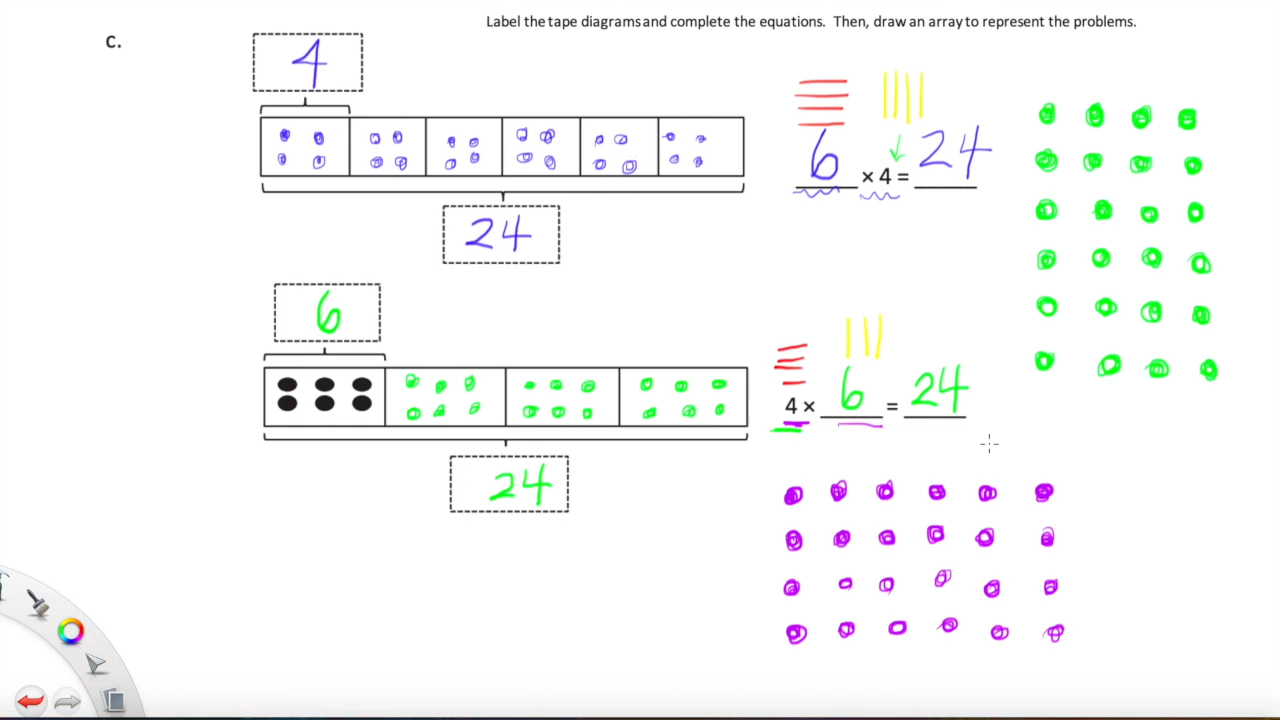 Label the tape diagrams and complete the equations. Then, draw an array to represent the problems.
c.
4
6 × 4 = 24
24
6
4 × 6 = 24
24